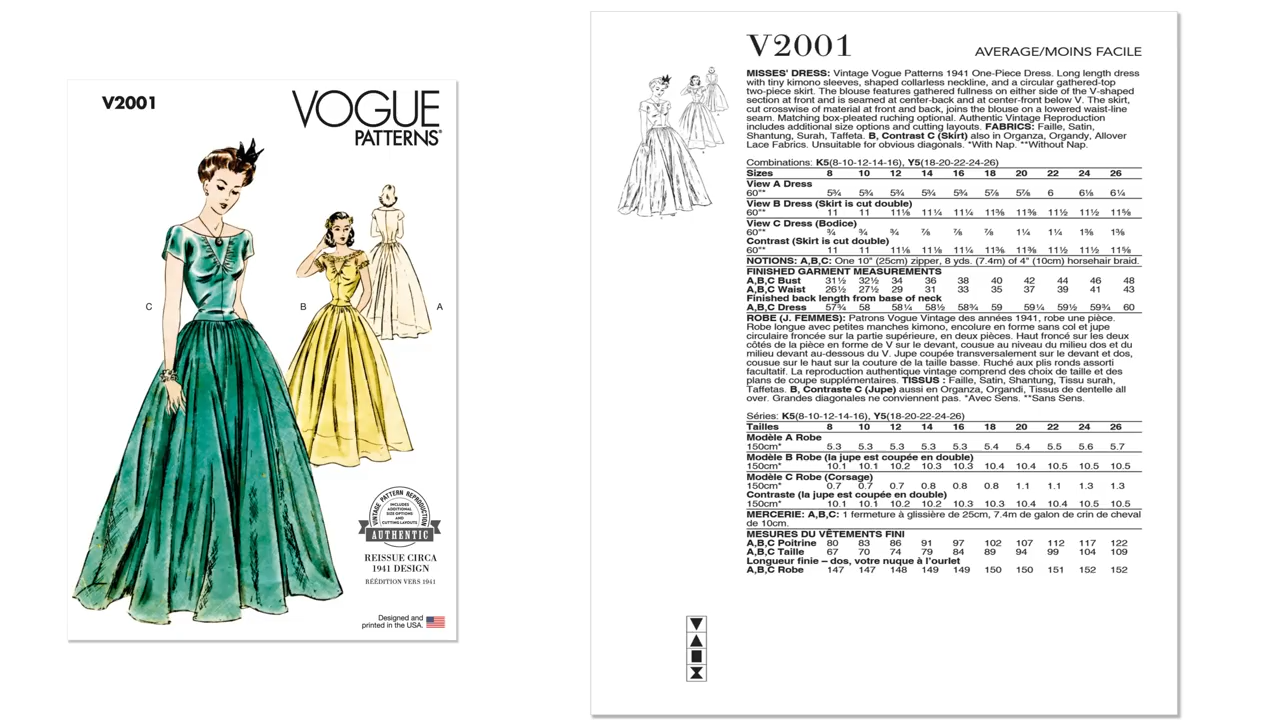 V2001
VOGUE
PATTERNS®
C
B
A
VINTAGE PATTERN REPRODUCTION
INCLUDES
ADDITIONAL
SIZE OPTIONS
AND
CUTTING LAYOUTS
AUTHENTIC
REISSUE CIRCA
1941 DESIGN
RÉÉDITION VERS 1941
Designed and
printed in the USA.
V2001
AVERAGE/MOINS FACILE
MISSES' DRESS: Vintage Vogue Patterns 1941 One-Piece Dress. Long length dress
with tiny kimono sleeves, shaped collarless neckline, and a circular gathered-top
two-piece skirt. The blouse features gathered fullness on either side of the V-shaped
section at front and is seamed at center-back and at center-front below V. The skirt,
cut crosswise of material at front and back, joins the blouse on a lowered waist-line
seam. Matching box-pleated ruching optional. Authentic Vintage Reproduction
includes additional size options and cutting layouts. FABRICS: Faille, Satin,
Shantung, Surah, Taffeta. B, Contrast C (Skirt) also in Organza, Organdy, Allover
Lace Fabrics. Unsuitable for obvious diagonals. *With Nap. **Without Nap.
Combinations: K5(8-10-12-14-16), Y5(18-20-22-24-26)
Sizes 8 10 12 14 16 18 20 22 24 26
View A Dress
60"* 5¾ 5¾ 5¾ 5¾ 5¾ 5⅞ 5⅞ 6 6⅛ 6¼
View B Dress (Skirt is cut double)
60"* 11 11 11⅛ 11¼ 11¼ 11⅜ 11⅜ 11½ 11½ 11⅝
View C Dress (Bodice)
60"* ¾ ¾ ¾ ⅞ ⅞ ⅞ 1¼ 1¼ 1⅜ 1⅜
Contrast (Skirt is cut double)
60"* 11 11 11⅛ 11⅛ 11¼ 11⅜ 11⅜ 11½ 11½ 11⅝
NOTIONS: A,B,C: One 10" (25cm) zipper, 8 yds. (7.4m) of 4" (10cm) horsehair braid.
FINISHED GARMENT MEASUREMENTS
A,B,C Bust 31½ 32½ 34 36 38 40 42 44 46 48
A,B,C Waist 26½ 27½ 29 31 33 35 37 39 41 43
Finished back length from base of neck
A,B,C Dress 57¾ 58 58¼ 58½ 58¾ 59 59¼ 59½ 59¾ 60
ROBE (J. FEMMES): Patrons Vogue Vintage des années 1941, robe une pièce.
Robe longue avec petites manches kimono, encolure en forme sans col et jupe
circulaire froncée sur la partie supérieure, en deux pièces. Haut froncé sur les deux
côtés de la pièce en forme de V sur le devant, cousue au niveau du milieu dos et du
milieu devant au-dessous du V. Jupe coupée transversalement sur le devant et dos,
cousue sur le haut sur la couture de la taille basse. Ruché aux plis ronds assorti
facultatif. La reproduction authentique vintage comprend des choix de taille et des
plans de coupe supplémentaires. TISSUS : Faille, Satin, Shantung, Tissu surah,
Taffetas. B, Contraste C (Jupe) aussi en Organza, Organdi, Tissus de dentelle all
over. Grandes diagonales ne conviennent pas. *Avec Sens. **Sans Sens.
Séries: K5(8-10-12-14-16), Y5(18-20-22-24-26)
Tailles 8 10 12 14 16 18 20 22 24 26
Modèle A Robe
150cm* 5.3 5.3 5.3 5.3 5.3 5.4 5.4 5.5 5.6 5.7
Modèle B Robe (la jupe est coupée en double)
150cm* 10.1 10.1 10.2 10.3 10.3 10.4 10.4 10.5 10.5 10.5
Modèle C Robe (Corsage)
150cm* 0.7 0.7 0.7 0.8 0.8 0.8 1.1 1.1 1.3 1.3
Contraste (la jupe est coupée en double)
150cm* 10.1 10.1 10.2 10.2 10.3 10.3 10.4 10.4 10.5 10.5
MERCERIE: A,B,C: 1 fermeture à glissière de 25cm, 7.4m de galon de crin de cheval
de 10cm.
MESURES DU VÊTEMENTS FINI
A,B,C Poitrine 80 83 86 91 97 102 107 112 117 122
A,B,C Taille 67 70 74 79 84 89 94 99 104 109
Longueur finie – dos, votre nuque à l'ourlet
A,B,C Robe 147 147 148 149 149 150 150 151 152 152